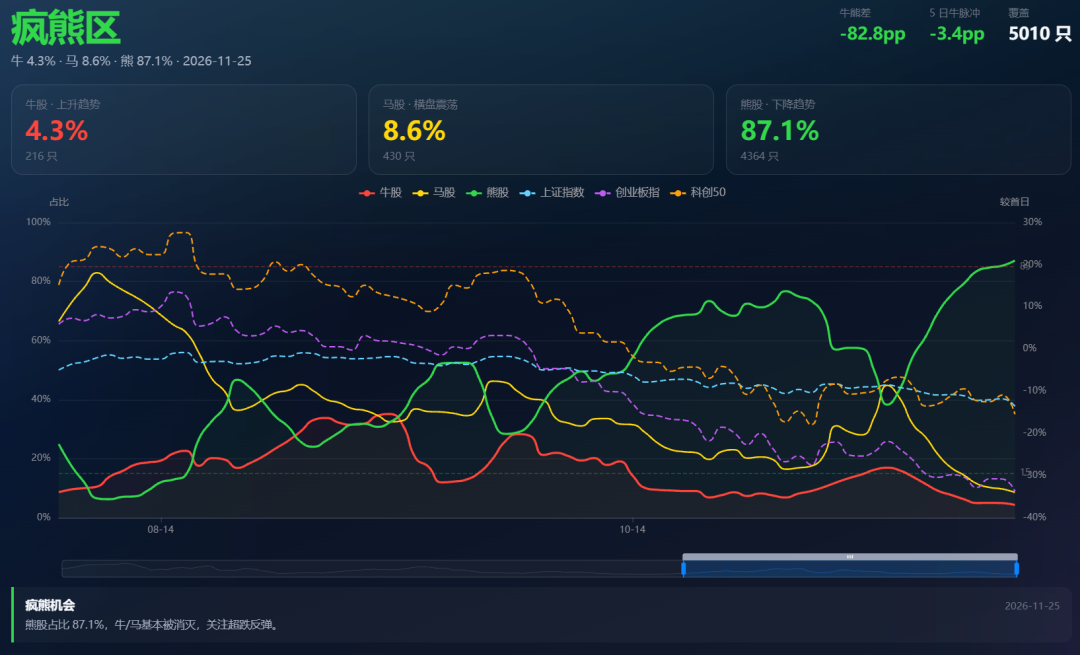 疯熊区
牛 4.3% · 马 8.6% · 熊 87.1% · 2026-11-25
牛熊差
-82.8pp
5 日牛脉冲
-3.4pp
覆盖
5010 只
牛股 · 上升趋势
4.3%
216 只
马股 · 横盘震荡
8.6%
430 只
熊股 · 下降趋势
87.1%
4364 只
牛股 马股 熊股 上证指数 创业板指 科创50
占比
较首日
100%
80%
60%
40%
20%
0%
30%
20%
10%
0%
-10%
-20%
-30%
-40%
15
08-14
10-14
疯熊机会
2026-11-25
熊股占比 87.1%，牛/马基本被消灭，关注超跌反弹。